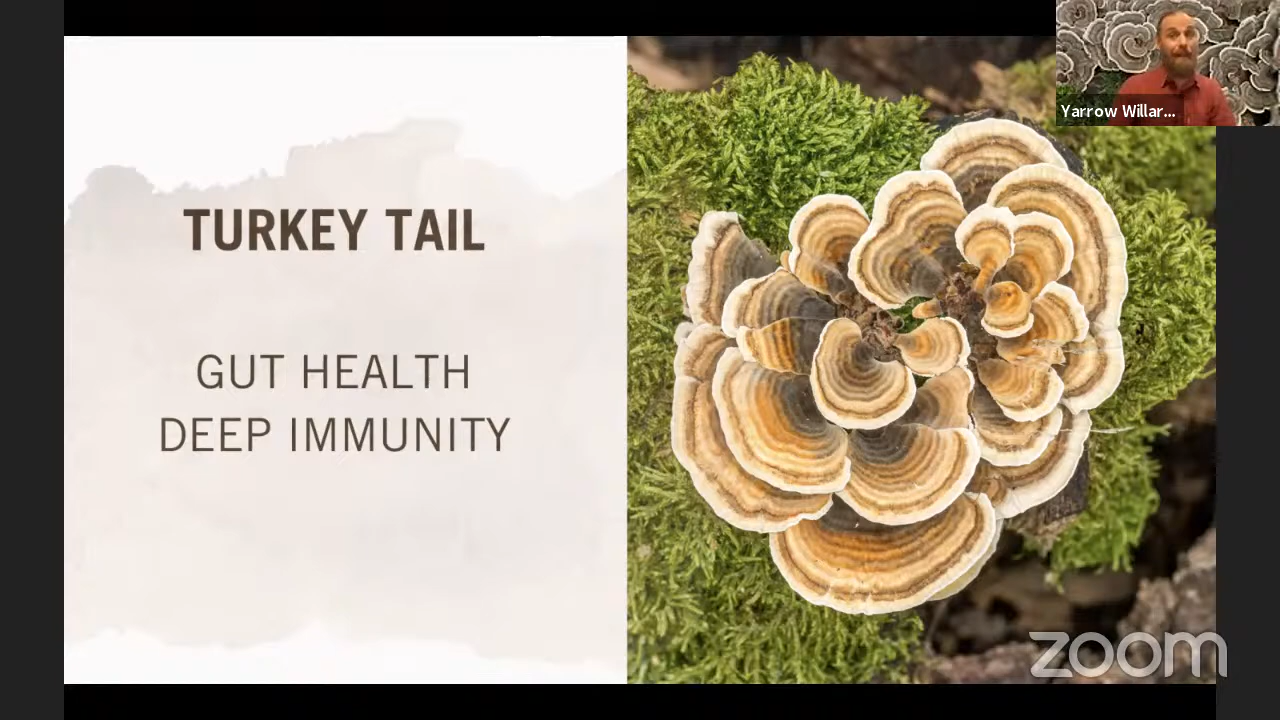 TURKEY TAIL
GUT HEALTH
DEEP IMMUNITY
Yarrow Willar...
zoom